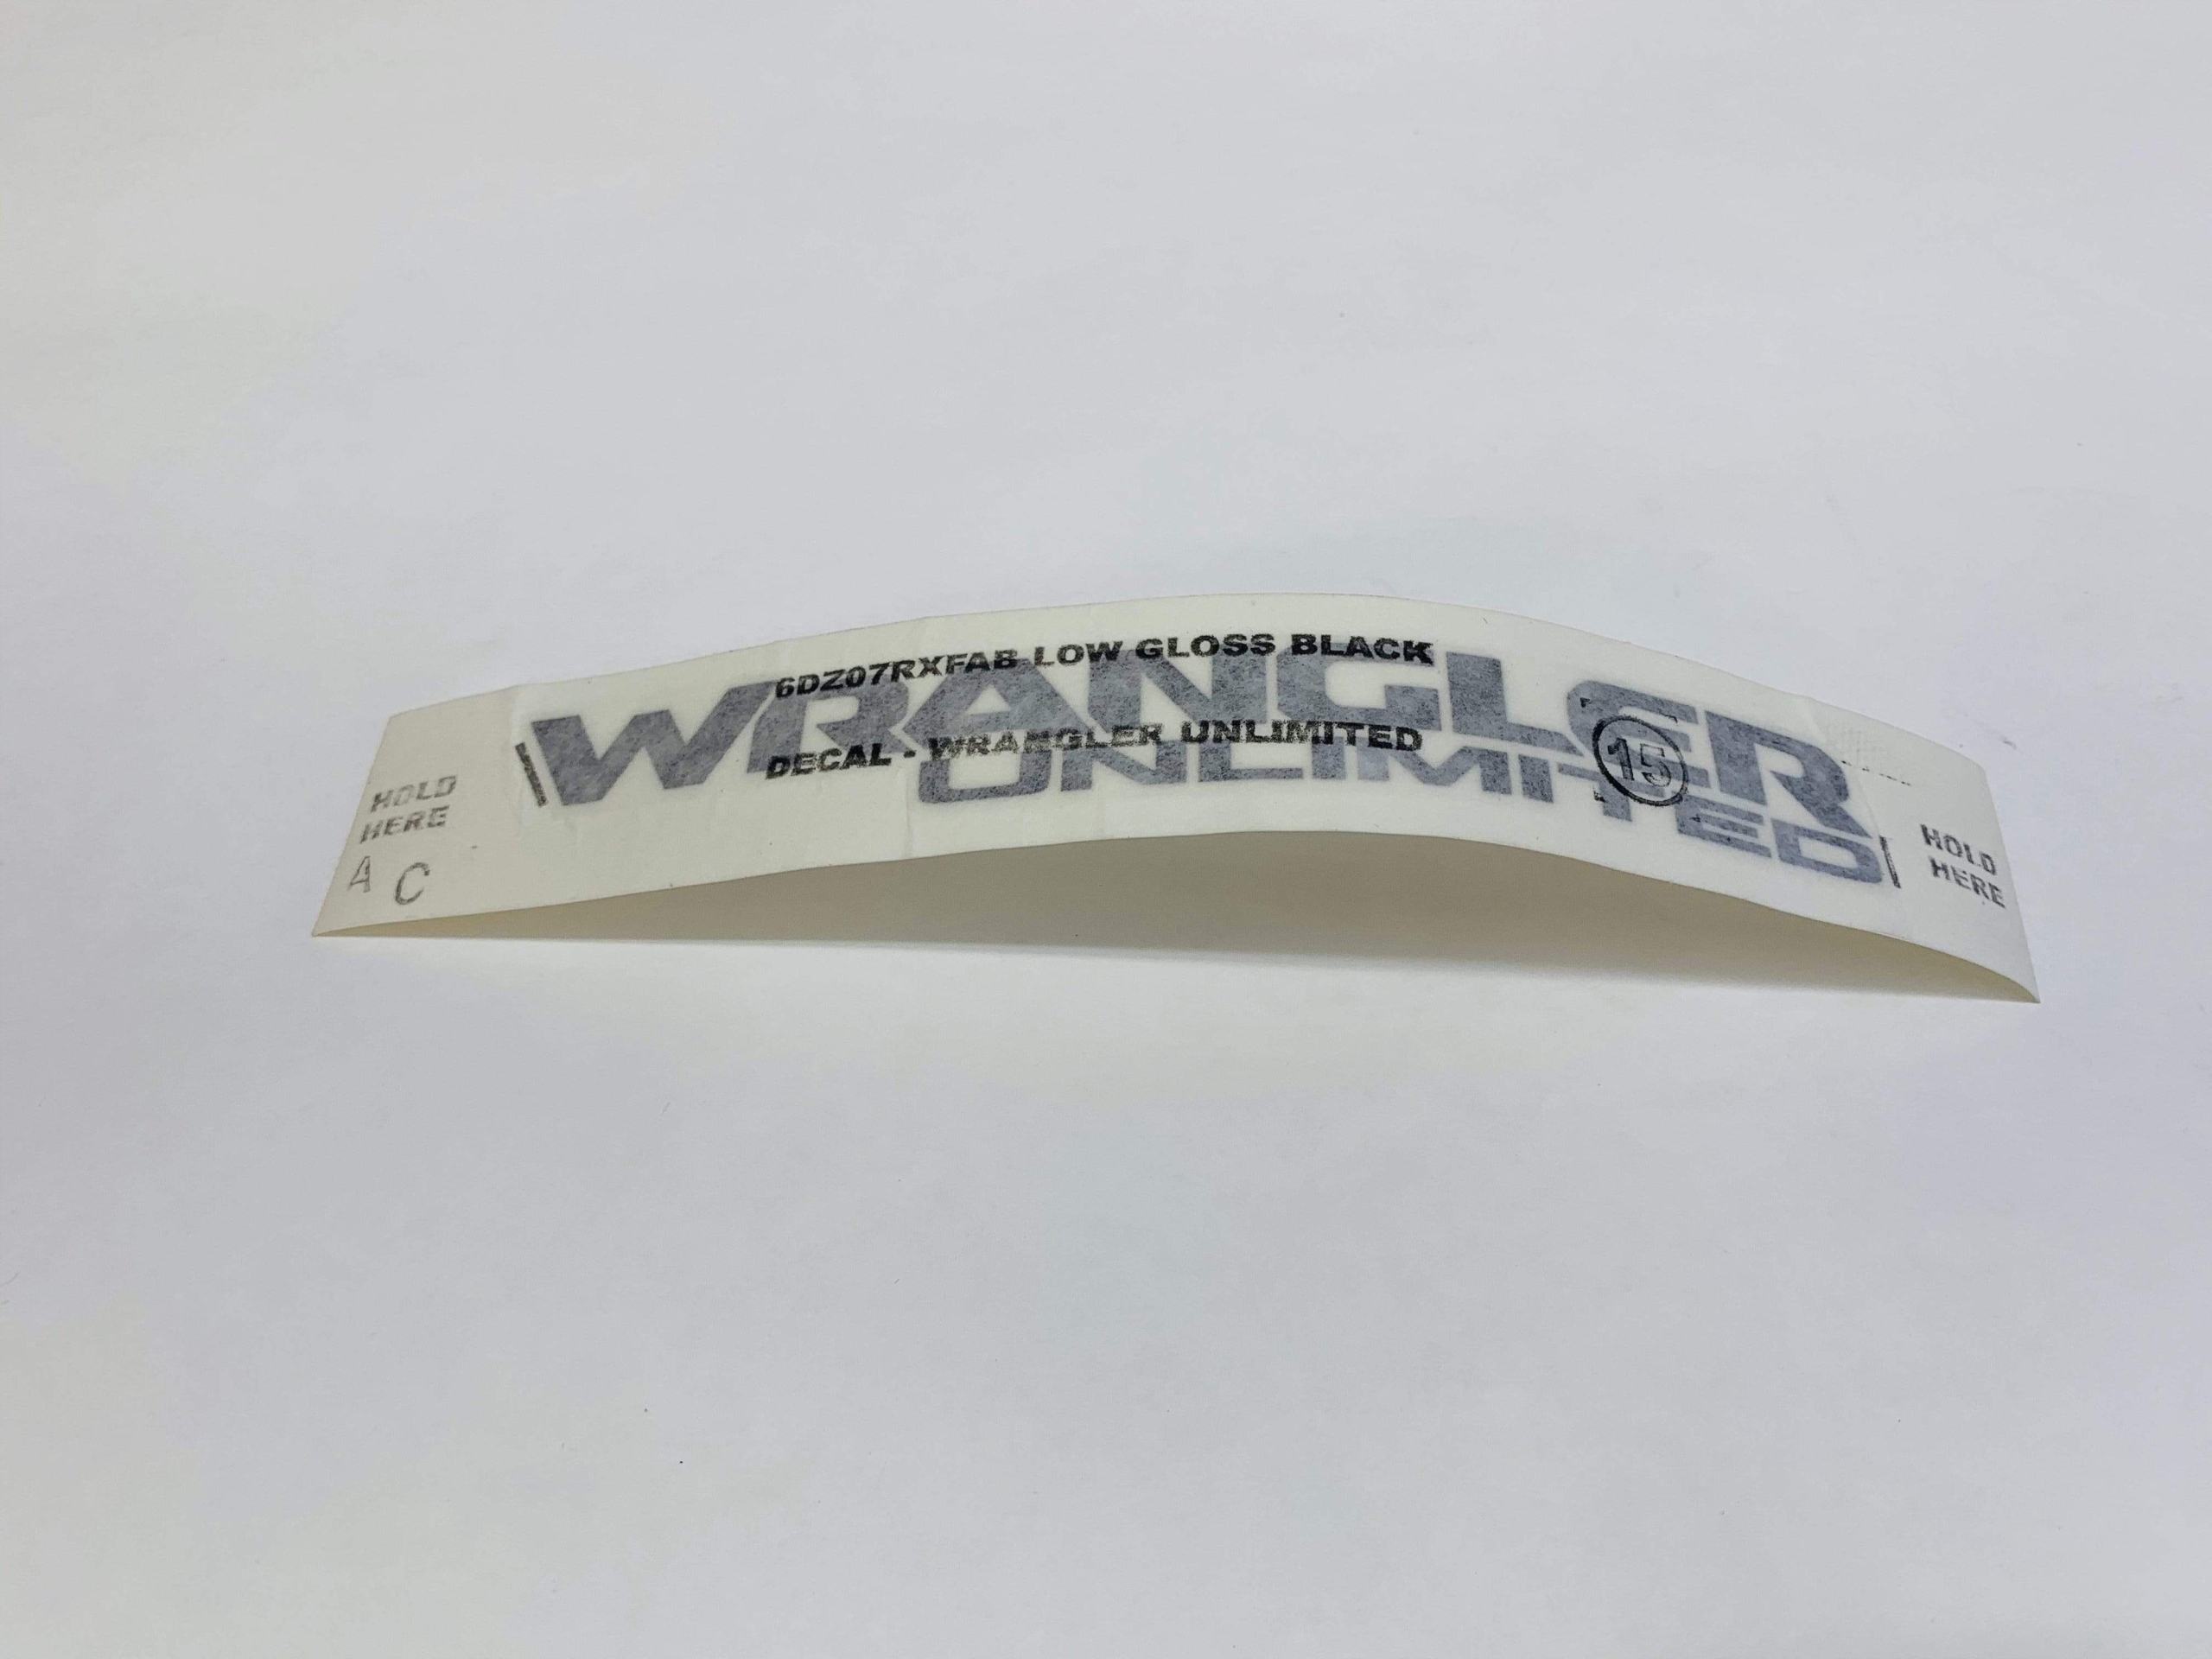 6DZ07RXFAB LOW GLOSS BLACK
WRANGLER
DECAL - WRANGLER UNLIMITED
UNLIMITED
15
HOLD
HERE
A C
HOLD
HERE